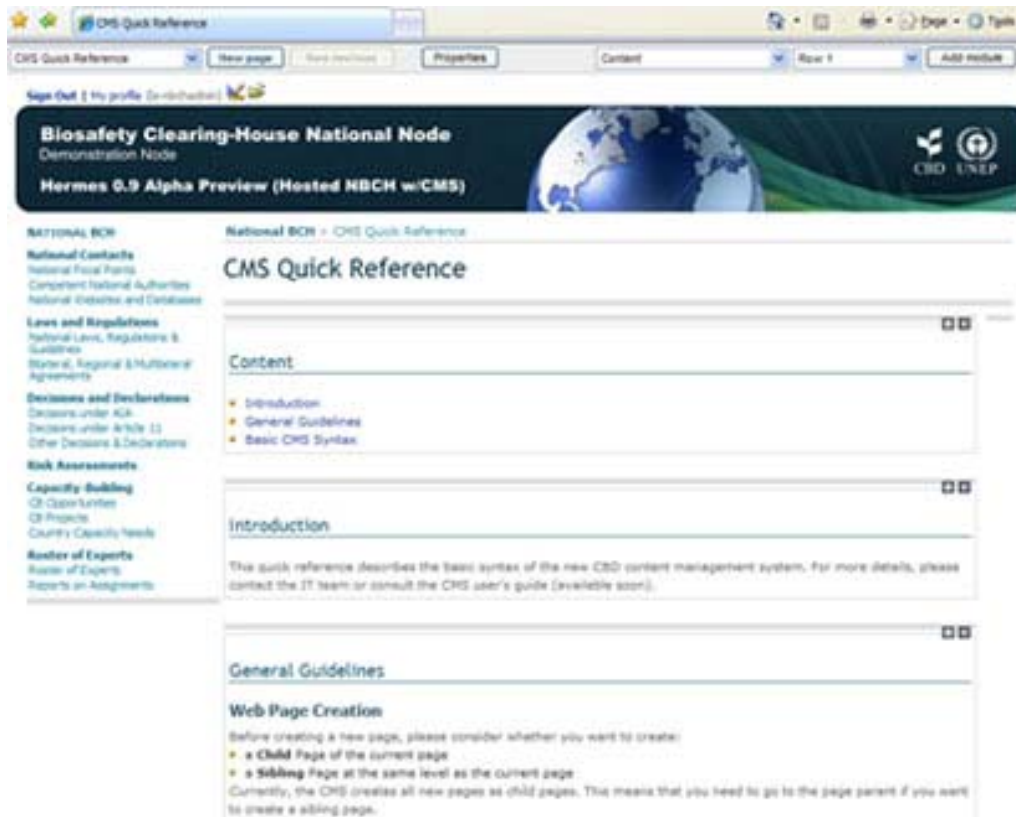 CMS Quick Reference
Page
Tools
CMS Quick Reference
New page
Properties
Content
Row 1
Add module
Sign Out | My profile
Biosafety Clearing-House National Node
Demonstration Node
Hermes 0.9 Alpha Preview (Hosted NBCH w/CMS)
CBD UNEP
NATIONAL BCH
National Contacts
National Focal Points
Competent National Authorities
National Websites and Databases
Laws and Regulations
National Laws, Regulations &
Guidelines
Bilateral, Regional & Multilateral
Agreements
Decisions and Declarations
Decisions under AIA
Decisions under Article 11
Other Decisions & Declarations
Risk Assessments
Capacity-Building
CB Opportunities
CB Projects
Country Capacity Needs
Roster of Experts
Roster of Experts
Reports on Assignments
National BCH > CMS Quick Reference
CMS Quick Reference
Content
Introduction
General Guidelines
Basic CMS Syntax
Introduction
This quick reference describes the basic syntax of the new CBD content management system. For more details, please
contact the IT team or consult the CMS user's guide (available soon).
General Guidelines
Web Page Creation
Before creating a new page, please consider whether you want to create:
a Child Page of the current page
a Sibling Page at the same level as the current page
Currently, the CMS creates all new pages as child pages. This means that you need to go to the page parent if you want
to create a sibling page.